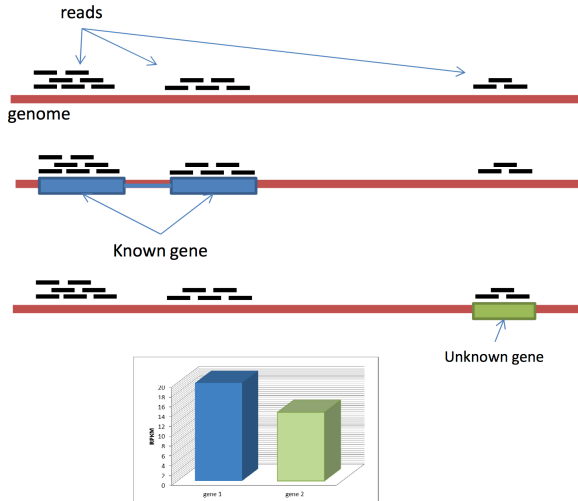 reads
genome
Known gene
Unknown gene
20
18
16
14
12
10
8
6
4
2
0
RPKM
gene 1
gene 2